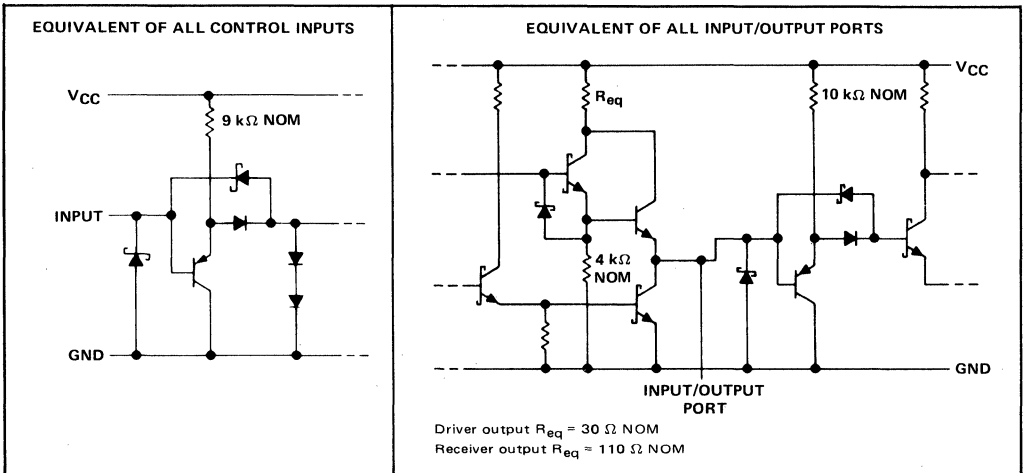 EQUIVALENT OF ALL CONTROL INPUTS
VCC
9 kΩ NOM
INPUT
GND
EQUIVALENT OF ALL INPUT/OUTPUT PORTS
VCC
Req
10 kΩ NOM
4 kΩ
NOM
GND
INPUT/OUTPUT
PORT
Driver output Req = 30 Ω NOM
Receiver output Req = 110 Ω NOM